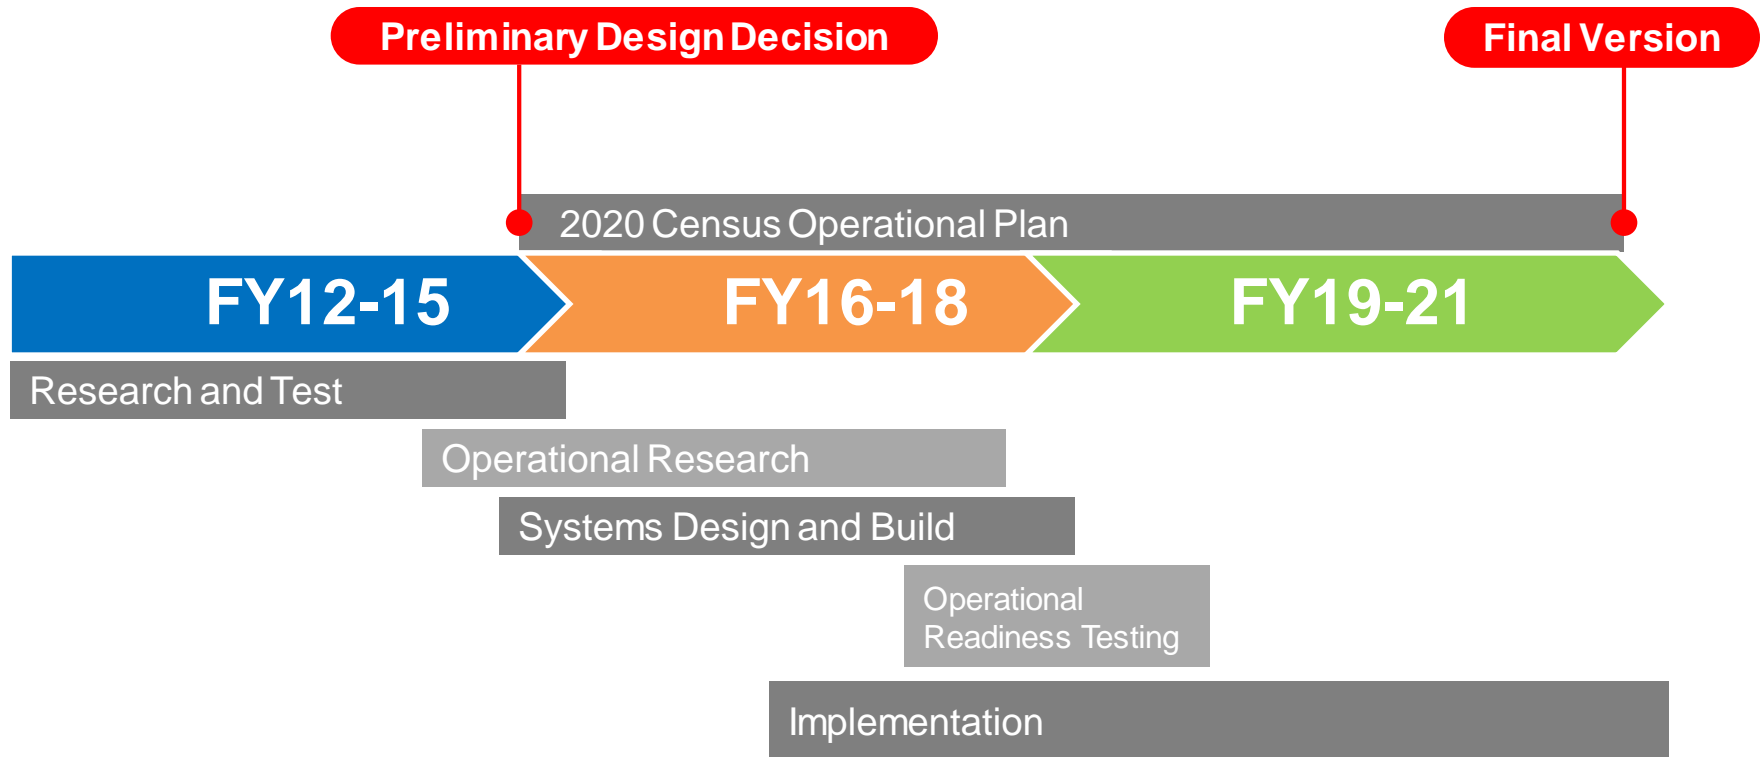 Preliminary Design Decision
Final Version
2020 Census Operational Plan
FY12-15
FY16-18
FY19-21
Research and Test
Operational Research
Systems Design and Build
Operational
Readiness Testing
Implementation